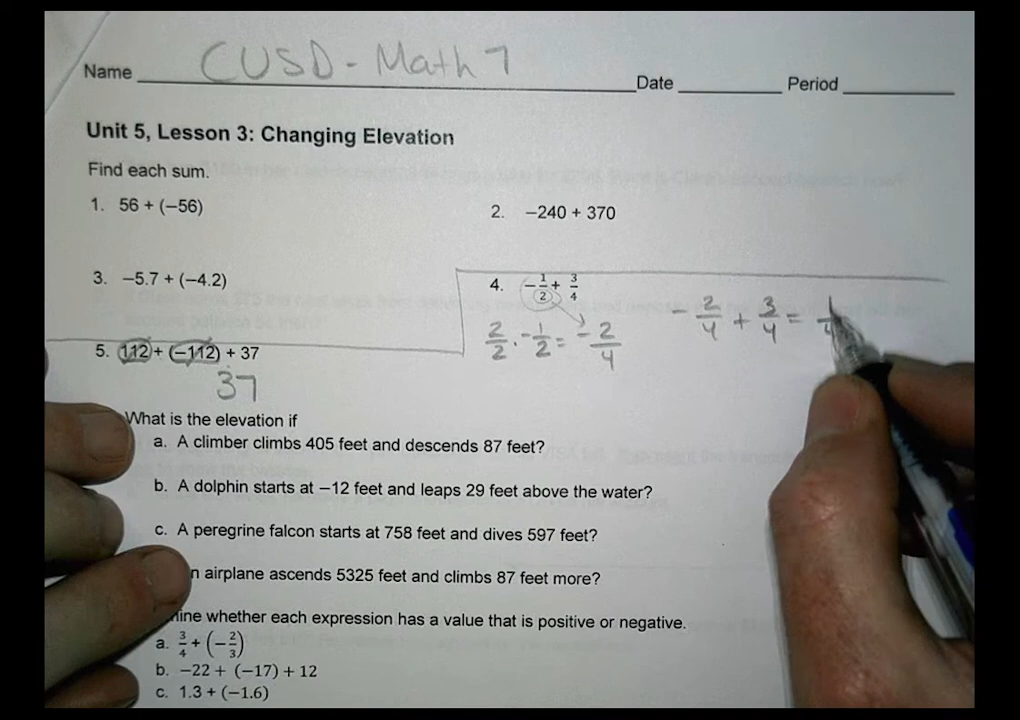 Name CUSD - Math 7 Date Period
Unit 5, Lesson 3: Changing Elevation
Find each sum.
1. 56 + (−56)
2. −240 + 370
3. −5.7 + (−4.2)
4. −1/2 + 3/4
2/2 · −1/2 = −2/4
− 2/4 + 3/4 = 1/4
5. 112 + (−112) + 37
37
What is the elevation if
a. A climber climbs 405 feet and descends 87 feet?
b. A dolphin starts at −12 feet and leaps 29 feet above the water?
c. A peregrine falcon starts at 758 feet and dives 597 feet?
n airplane ascends 5325 feet and climbs 87 feet more?
mine whether each expression has a value that is positive or negative.
a. 3/4 + (−2/3)
b. −22 + (−17) + 12
c. 1.3 + (−1.6)